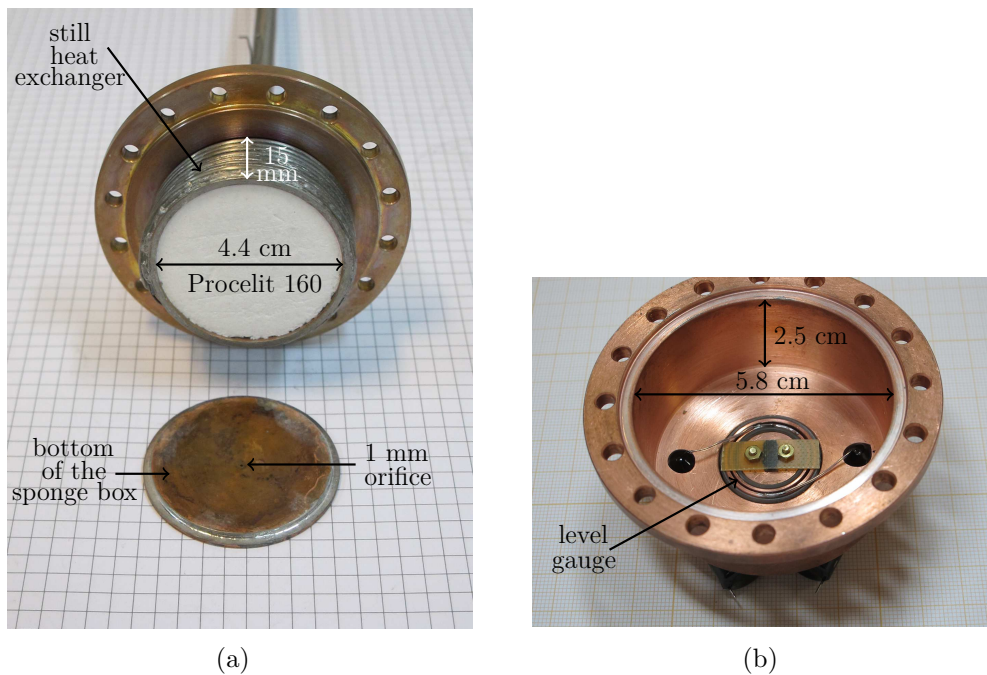 still
heat
exchanger
15
mm
4.4 cm
Procelit 160
bottom
of the
sponge box
1 mm
orifice
(a)
2.5 cm
5.8 cm
level
gauge
(b)